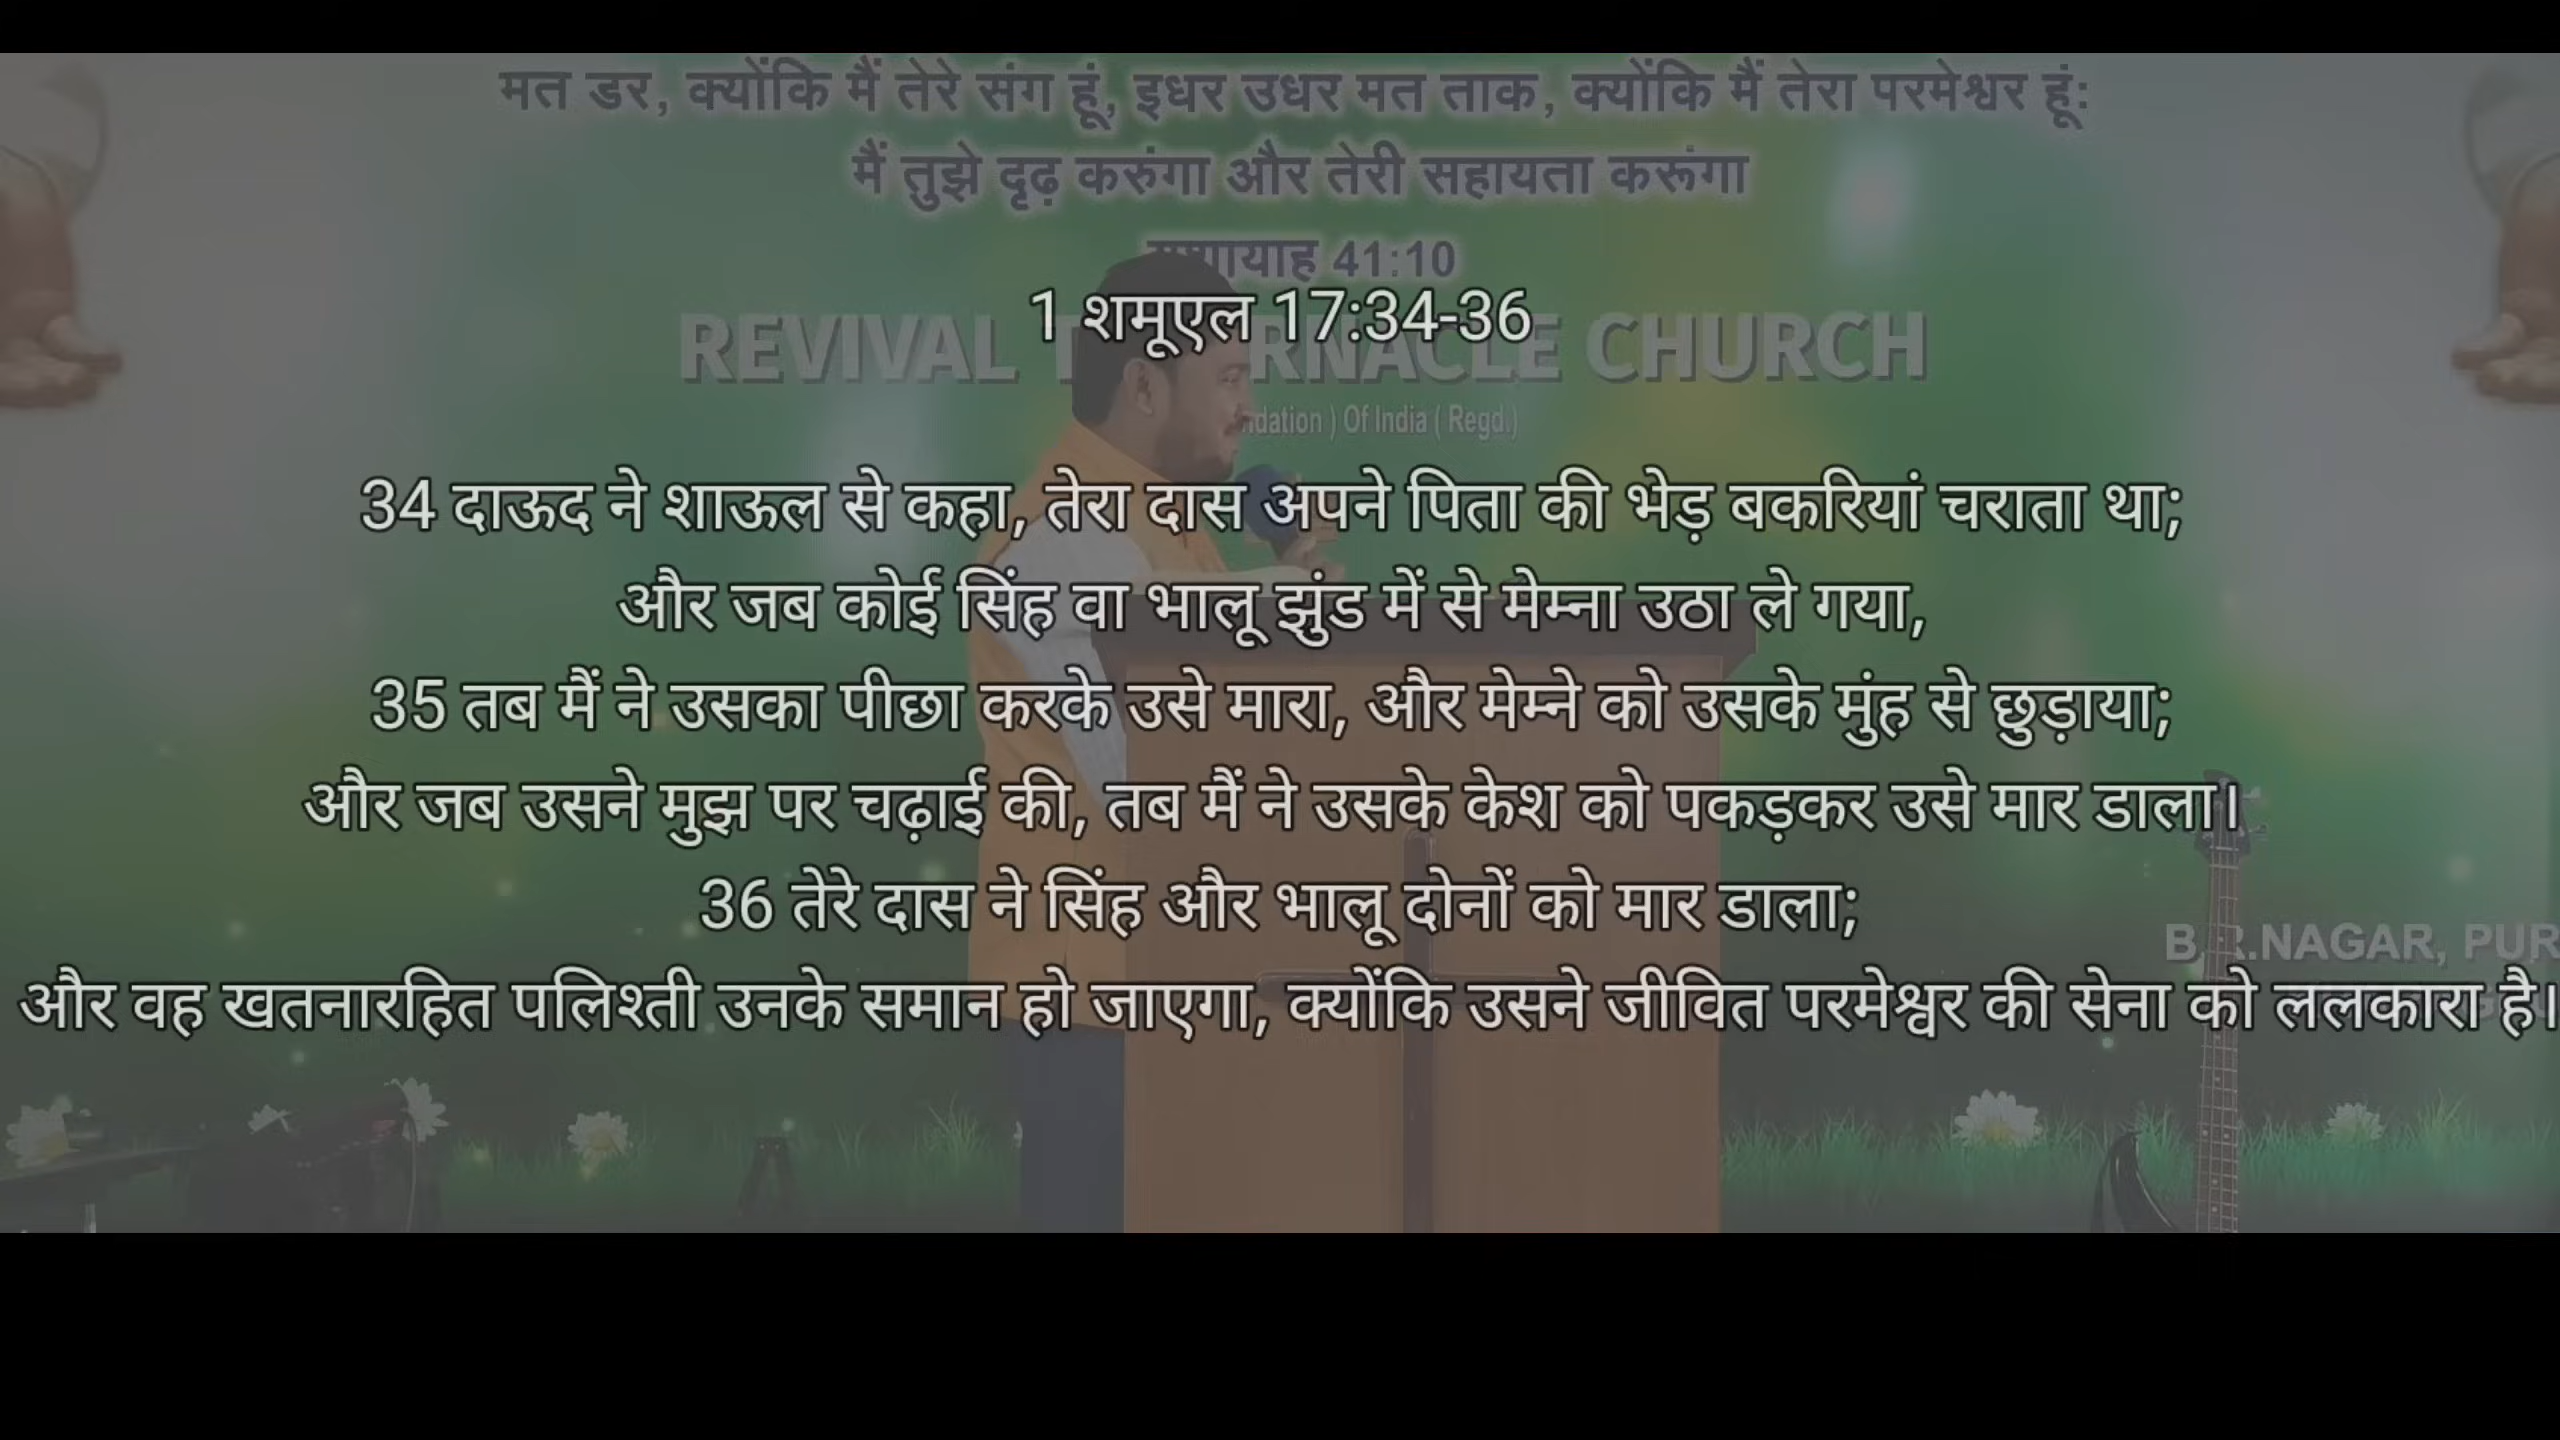 मत डर, क्योंकि मैं तेरे संग हूं, इधर उधर मत ताक, क्योंकि मैं तेरा परमेश्वर हूं:
मैं तुझे दृढ़ करुंगा और तेरी सहायता करूंगा
41:10
1 शमूएल 17:34-36
REVIVAL CHURCH
Of India ( Regd.)
34 दाऊद ने शाऊल से कहा, तेरा दास अपने पिता की भेड़ बकरियां चराता था;
और जब कोई सिंह वा भालू झुंड में से मेम्ना उठा ले गया,
35 तब मैं ने उसका पीछा करके उसे मारा, और मेम्ने को उसके मुंह से छुड़ाया;
और जब उसने मुझ पर चढ़ाई की, तब मैं ने उसके केश को पकड़कर उसे मार डाला।
36 तेरे दास ने सिंह और भालू दोनों को मार डाला;
NAGAR,
और वह खतनारहित पलिश्ती उनके समान हो जाएगा, क्योंकि उसने जीवित परमेश्वर की सेना को ललकारा है।